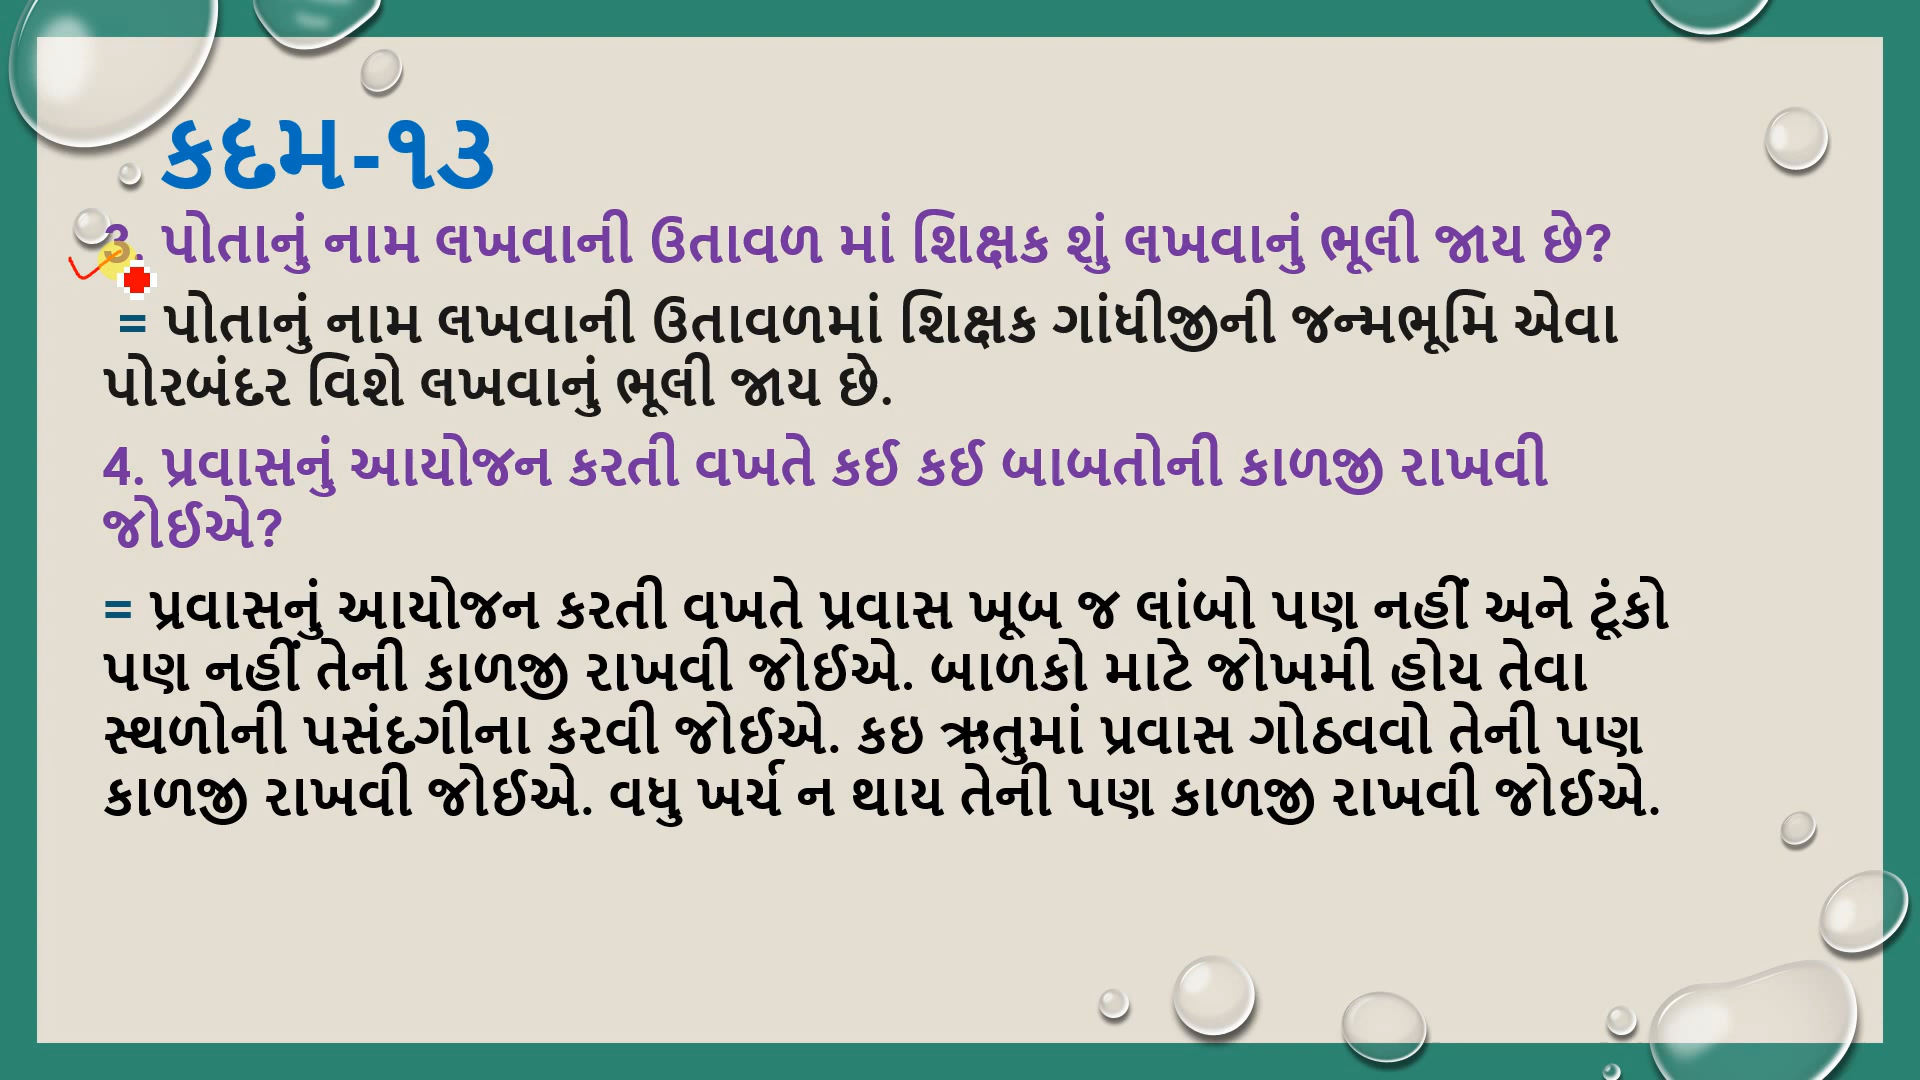 કદમ-૧૩
3. પોતાનું નામ લખવાની ઉતાવળ માં શિક્ષક શું લખવાનું ભૂલી જાય છે?
= પોતાનું નામ લખવાની ઉતાવળમાં શિક્ષક ગાંધીજીની જન્મભૂમિ એવા
પોરબંદર વિશે લખવાનું ભૂલી જાય છે.
4. પ્રવાસનું આયોજન કરતી વખતે કઈ કઈ બાબતોની કાળજી રાખવી
જોઈએ?
= પ્રવાસનું આયોજન કરતી વખતે પ્રવાસ ખૂબ જ લાંબો પણ નહીં અને ટૂંકો
પણ નહીં તેની કાળજી રાખવી જોઈએ. બાળકો માટે જોખમી હોય તેવા
સ્થળોની પસંદગીના કરવી જોઈએ. કઇ ઋતુમાં પ્રવાસ ગોઠવવો તેની પણ
કાળજી રાખવી જોઈએ. વધુ ખર્ચ ન થાય તેની પણ કાળજી રાખવી જોઈએ.